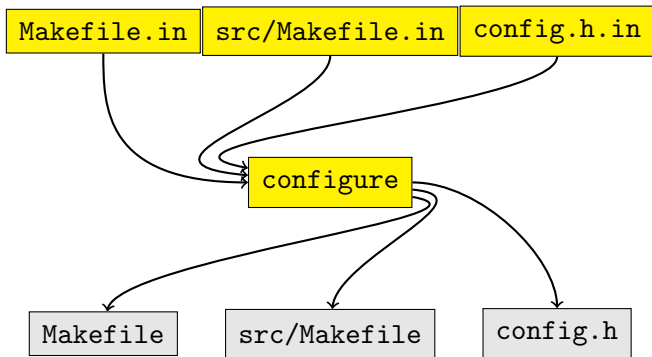 Makefile.in
src/Makefile.in
config.h.in
configure
Makefile
src/Makefile
config.h